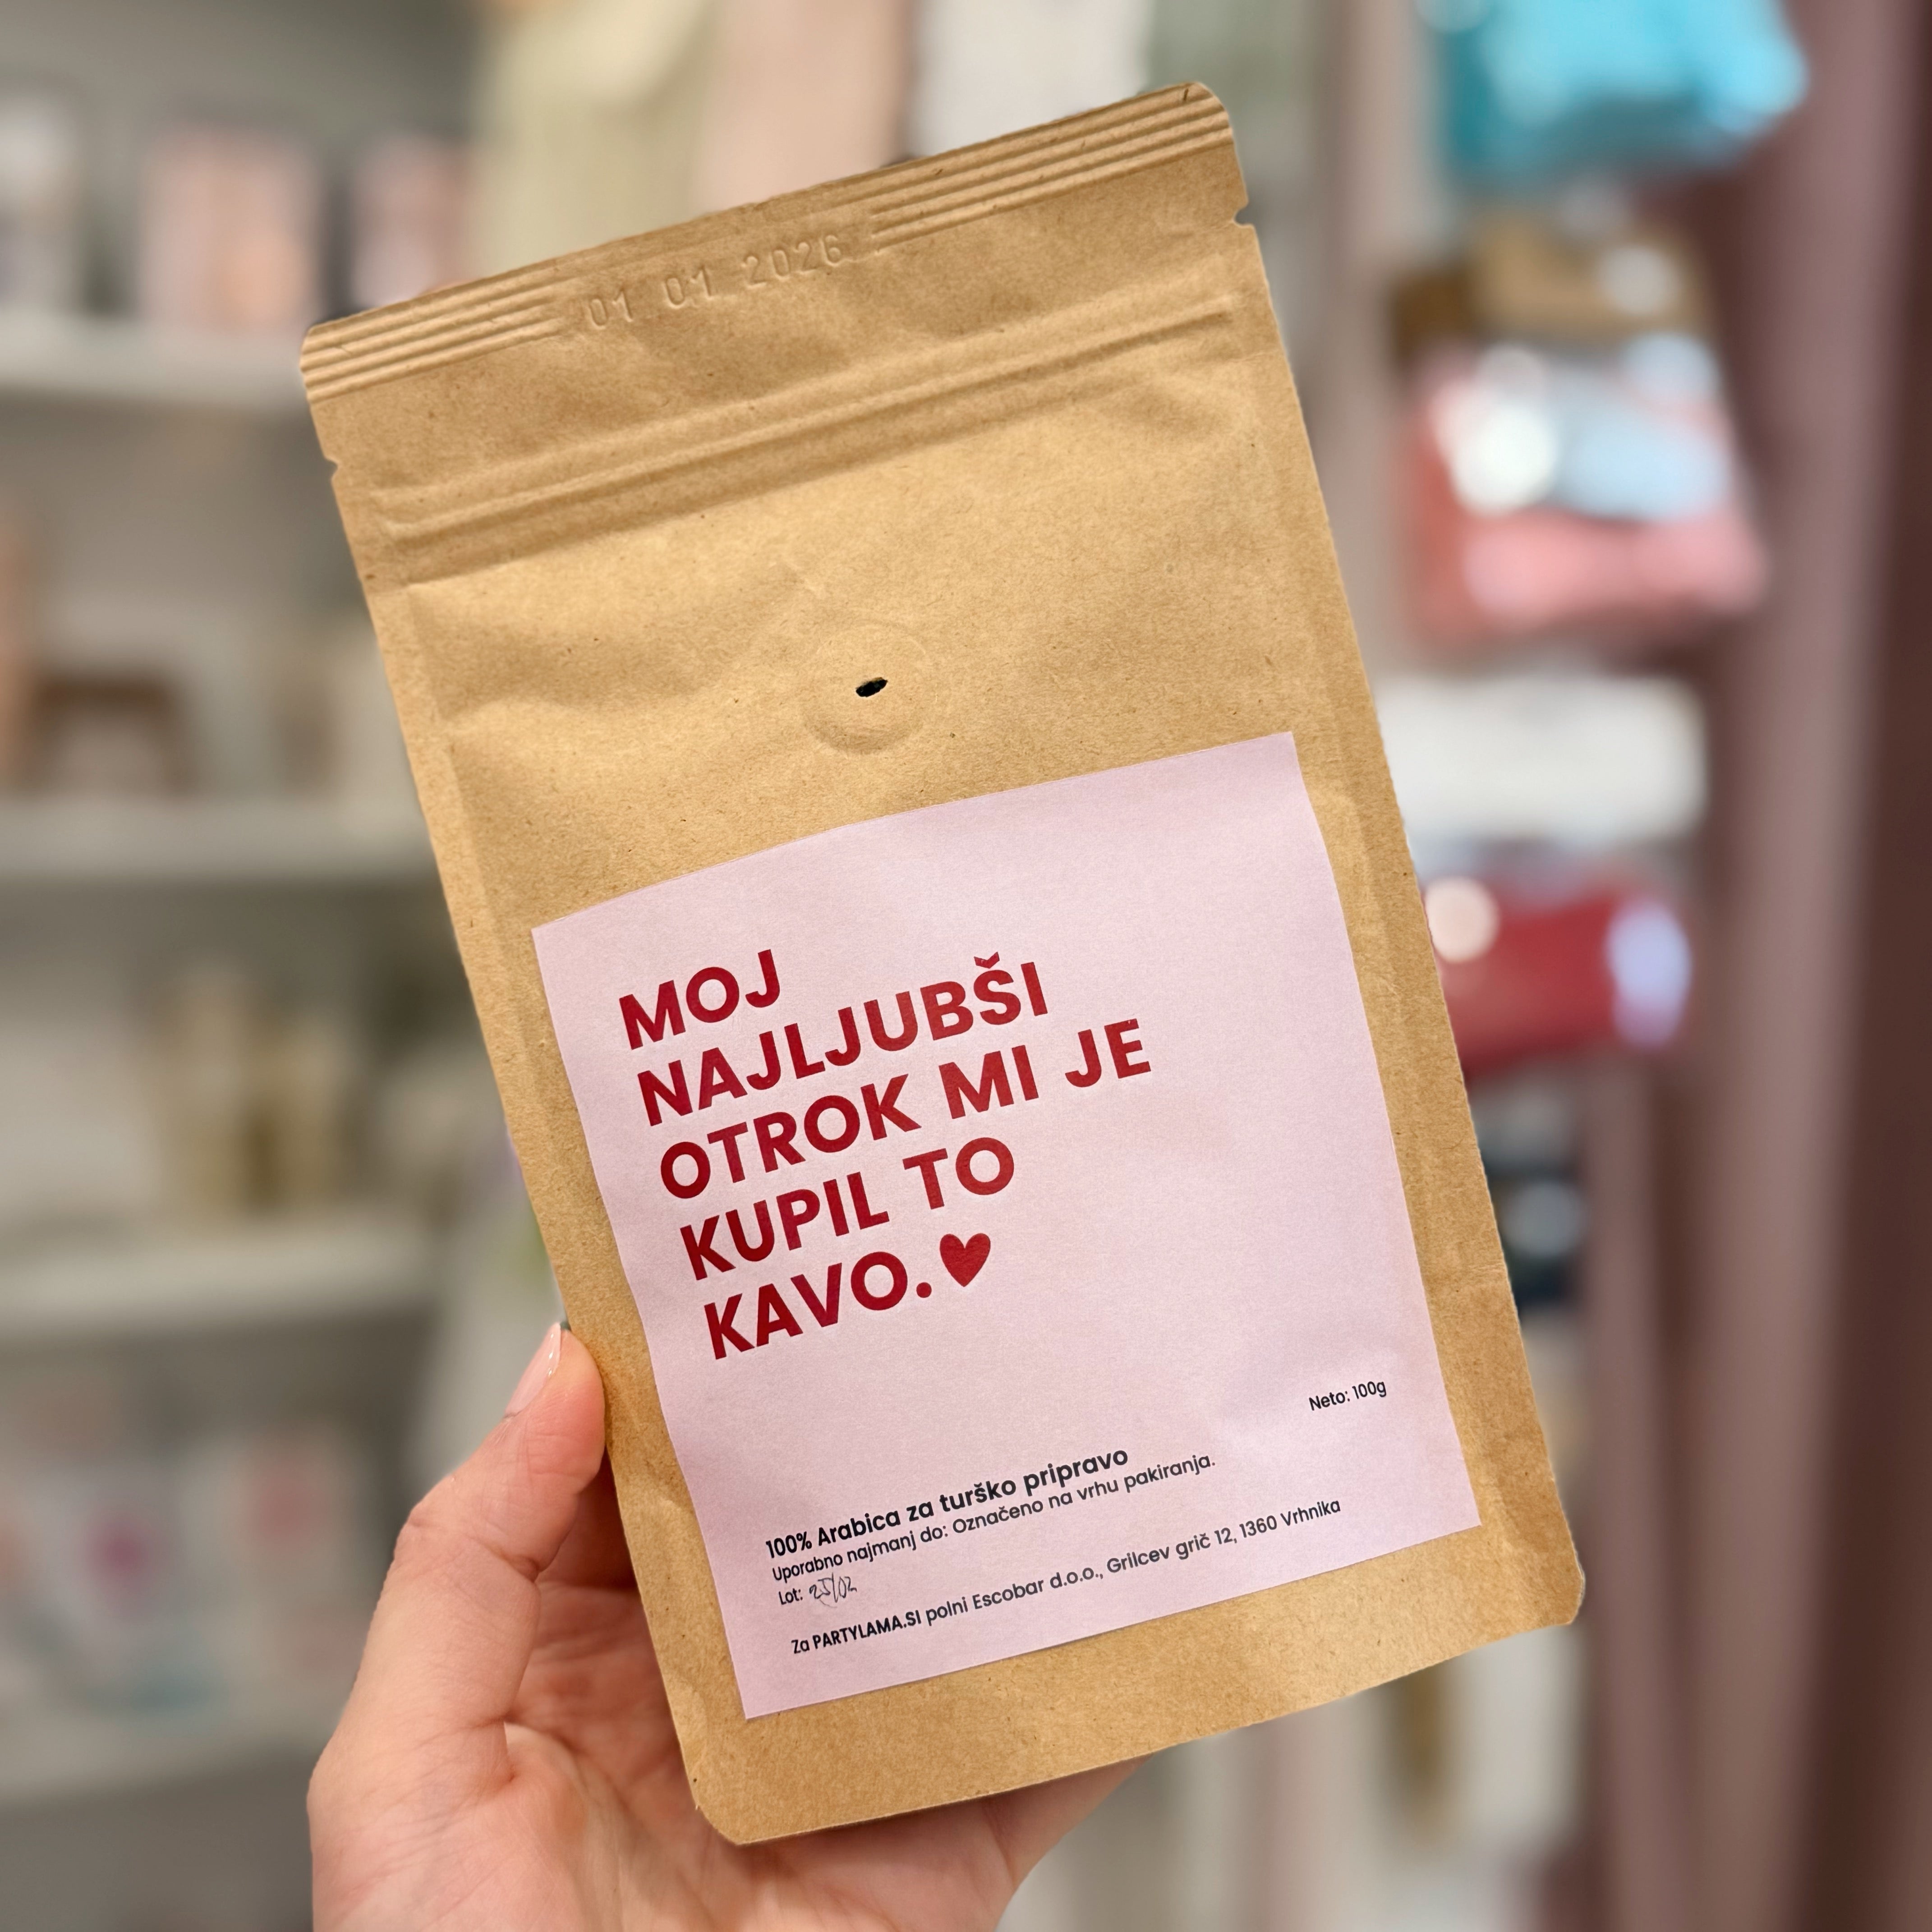 01 01 2026
MOJ
NAJLJUBŠI
OTROK MI JE
KUPIL TO
KAVO.♥
Neto: 100g
100% Arabica za turško pripravo
Uporabno najmanj do: Označeno na vrhu pakiranja.
Lot: 25/02
Za PARTYLAMA.SI polni Escobar d.o.o., Grilcev grič 12, 1360 Vrhnika